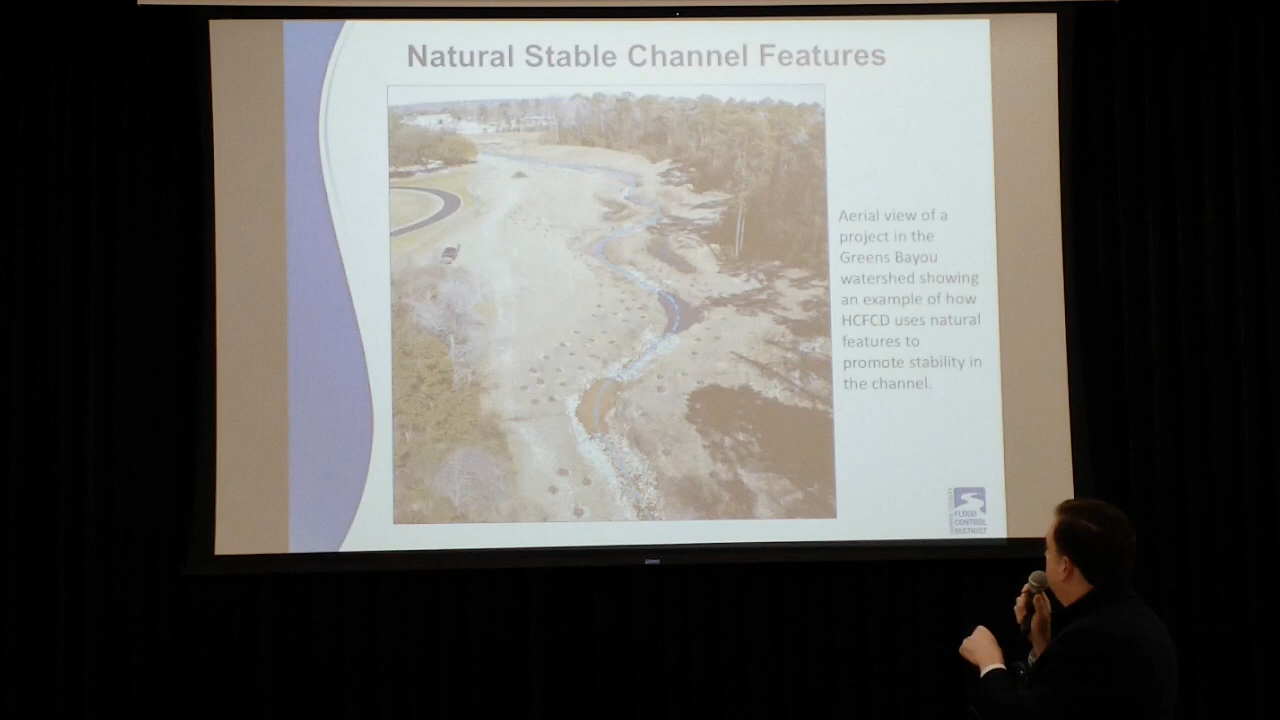 Natural Stable Channel Features
Aerial view of a
project in the
Greens Bayou
watershed showing
an example of how
HCFCD uses natural
features to
promote stability in
the channel.
FLOOD
CONTROL
DISTRICT